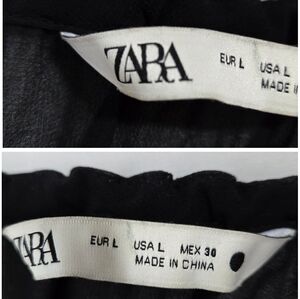 ZARA
EUR L USA L
MADE IN
ZARA
EUR L USA L MEX 30
MADE IN CHINA